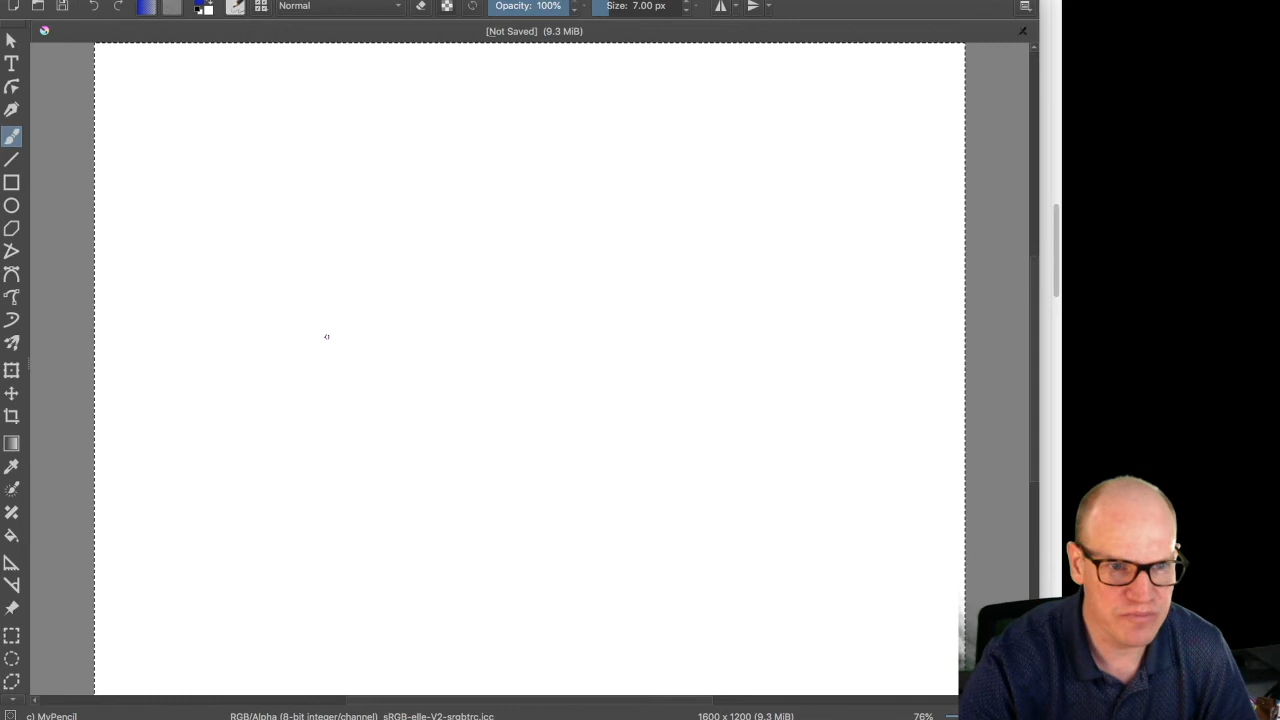 Normal
Opacity: 100%
Size: 7.00 px
[Not Saved] (9.3 MiB)
c) MyPencil
RGB/Alpha (8-bit integer/channel) sRGB-elle-V2-srgbtrc.icc
1600 x 1200 (9.3 MiB)
76%